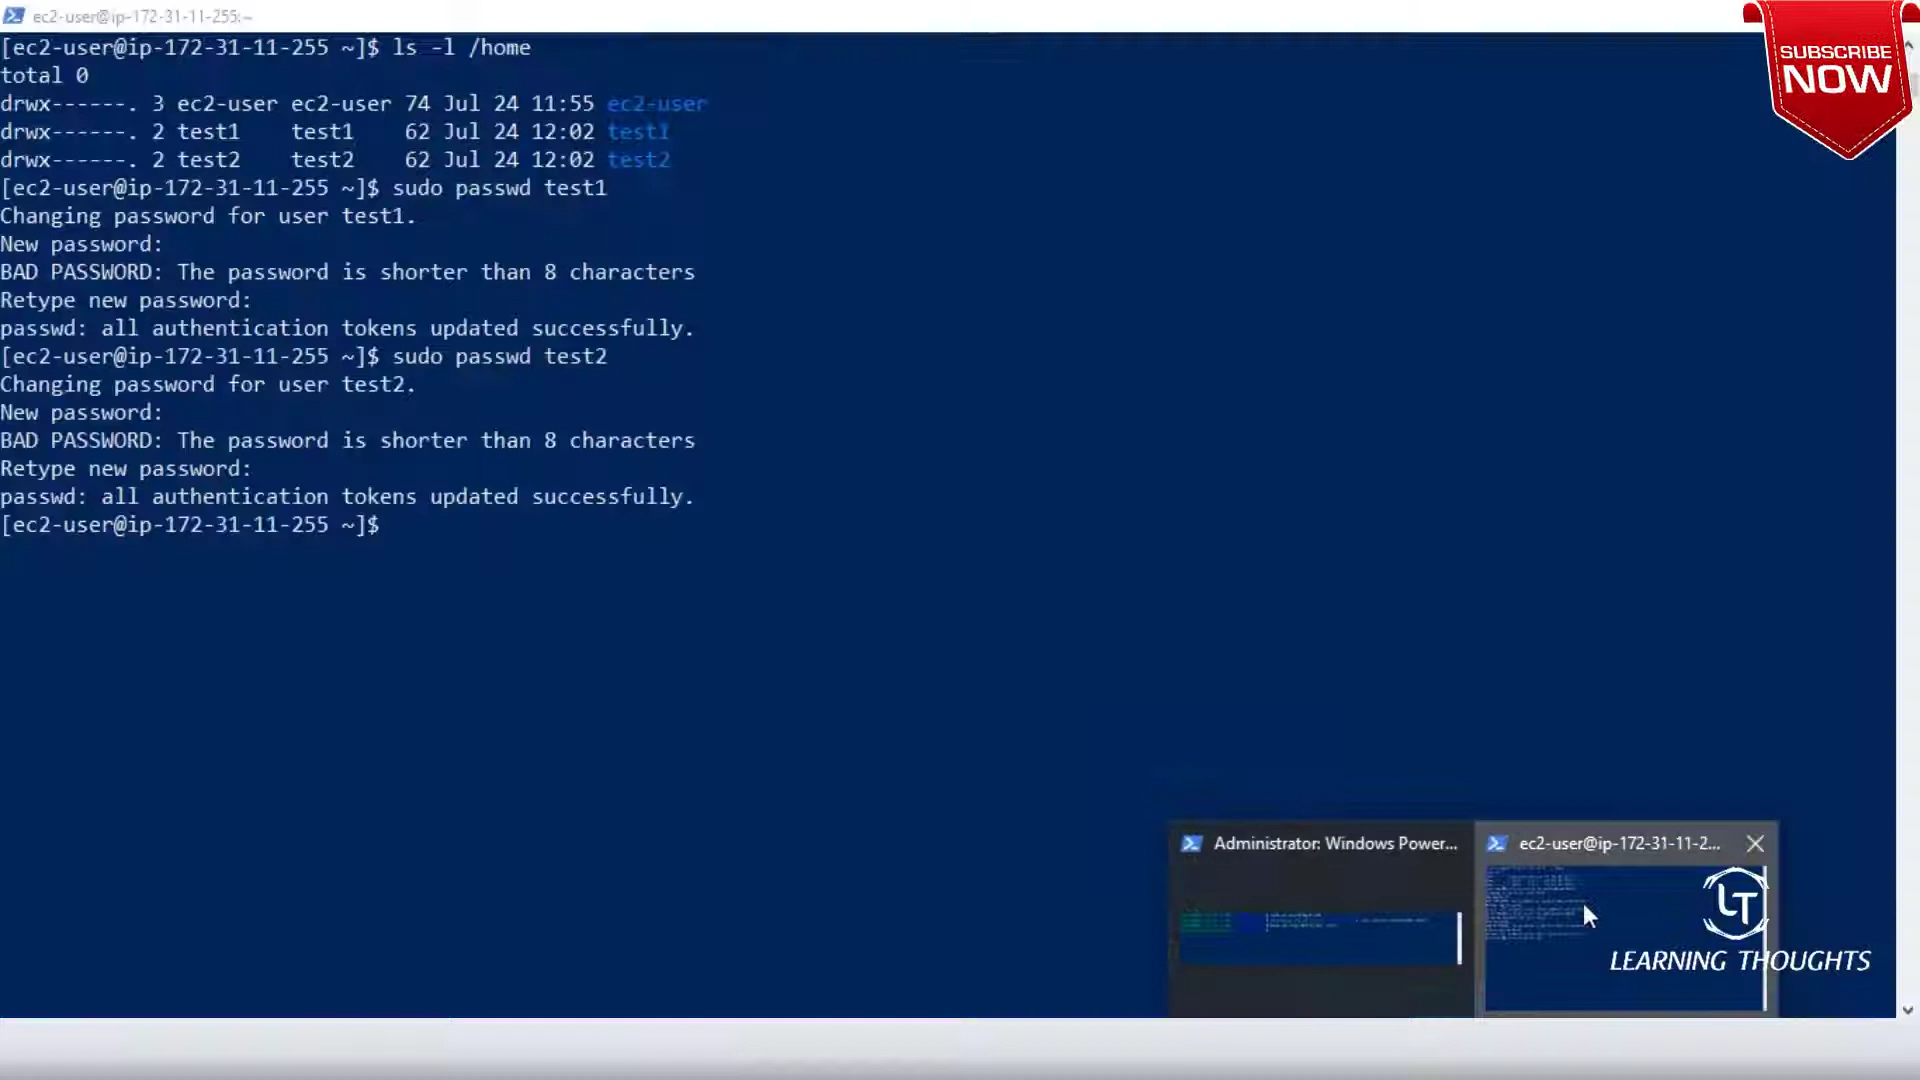 ec2-user@ip-172-31-11-255:~
[ec2-user@ip-172-31-11-255 ~]$ ls -l /home
total 0
drwx------. 3 ec2-user ec2-user 74 Jul 24 11:55 ec2-user
drwx------. 2 test1    test1    62 Jul 24 12:02 test1
drwx------. 2 test2    test2    62 Jul 24 12:02 test2
[ec2-user@ip-172-31-11-255 ~]$ sudo passwd test1
Changing password for user test1.
New password:
BAD PASSWORD: The password is shorter than 8 characters
Retype new password:
passwd: all authentication tokens updated successfully.
[ec2-user@ip-172-31-11-255 ~]$ sudo passwd test2
Changing password for user test2.
New password:
BAD PASSWORD: The password is shorter than 8 characters
Retype new password:
passwd: all authentication tokens updated successfully.
[ec2-user@ip-172-31-11-255 ~]$
SUBSCRIBE
NOW
Administrator: Windows Power...
ec2-user@ip-172-31-11-2...
LT
LEARNING THOUGHTS